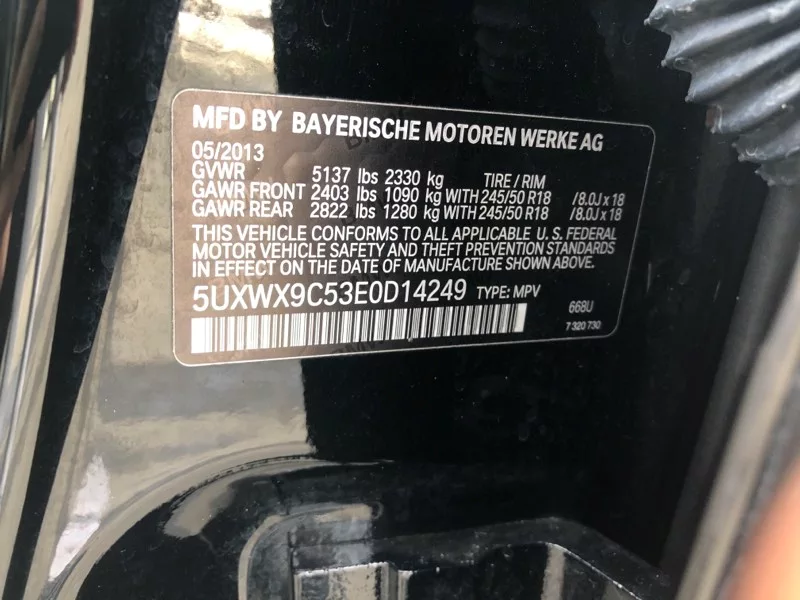 MFD BY BAYERISCHE MOTOREN WERKE AG
05/2013
GVWR 5137 lbs 2330 kg TIRE / RIM
GAWR FRONT 2403 lbs 1090 kg WITH 245/50 R18 /8.0J x 18
GAWR REAR 2822 lbs 1280 kg WITH 245/50 R18 /8.0J x 18
THIS VEHICLE CONFORMS TO ALL APPLICABLE U.S. FEDERAL
MOTOR VEHICLE SAFETY AND THEFT PREVENTION STANDARDS
IN EFFECT ON THE DATE OF MANUFACTURE SHOWN ABOVE.
5UXWX9C53E0D14249 TYPE: MPV
668U
7 320 730